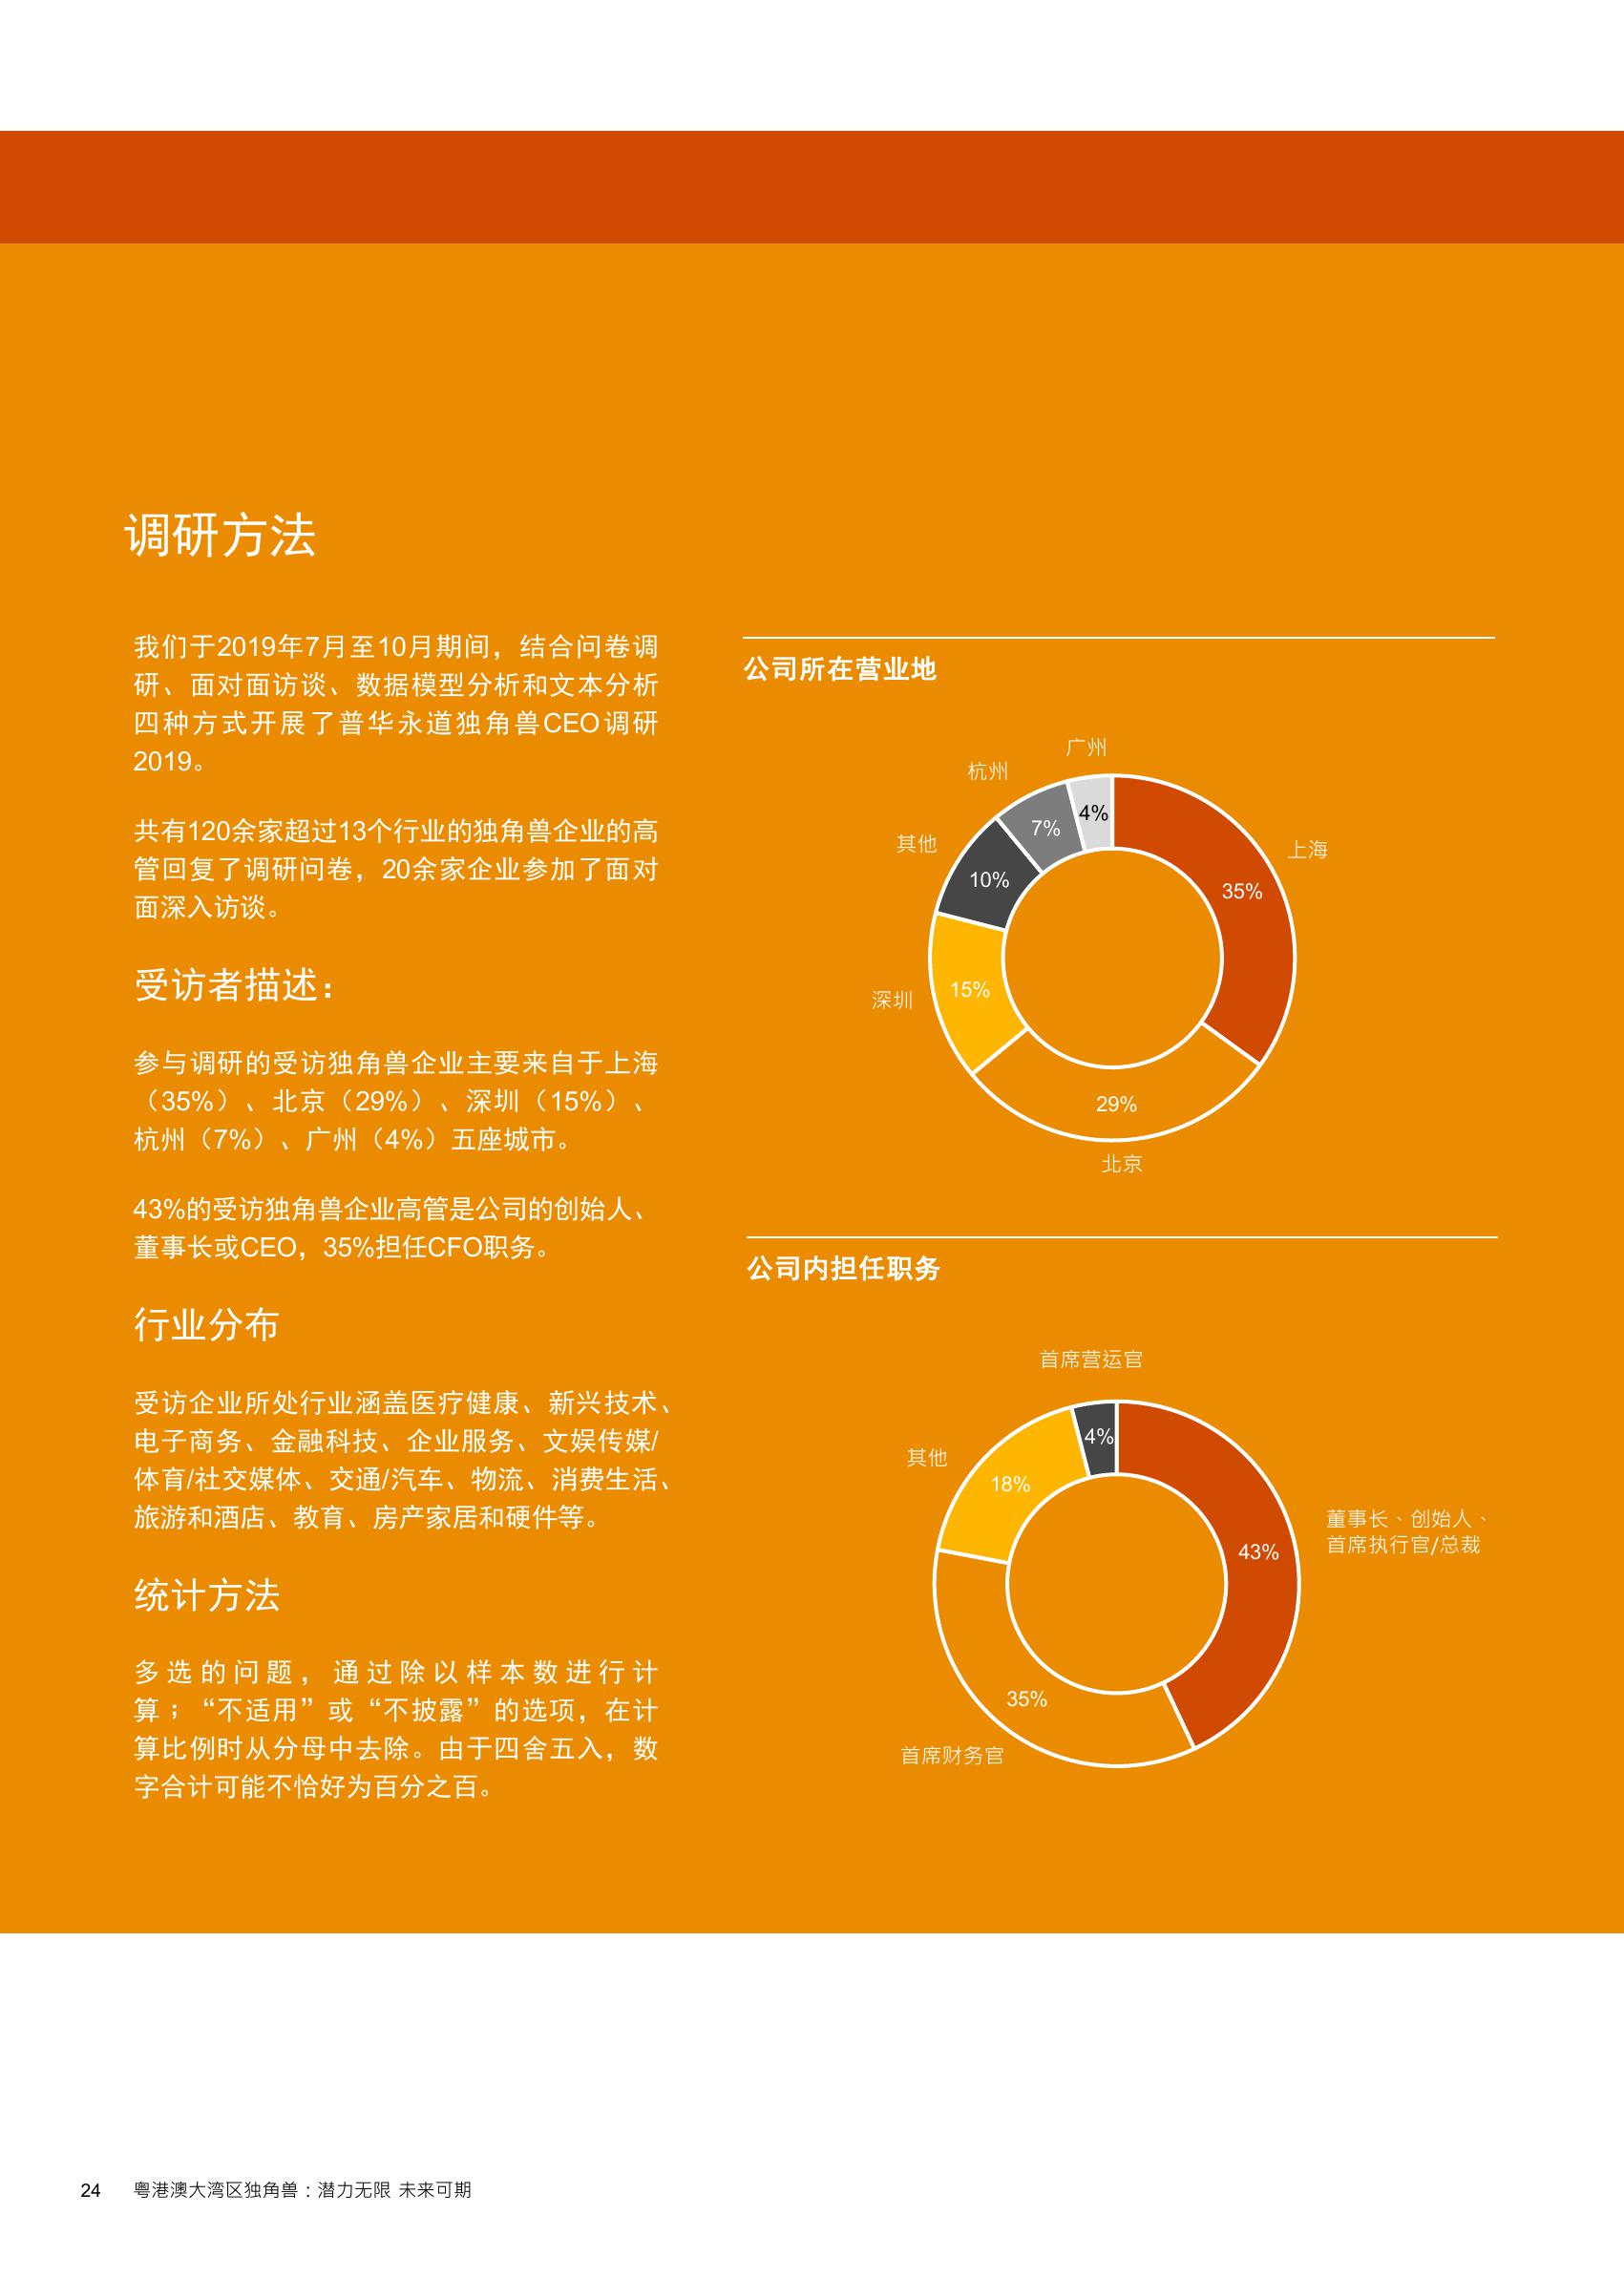 调研方法
我们于2019年7月至10月期间，结合问卷调
研、面对面访谈、数据模型分析和文本分析
四种方式开展了普华永道独角兽CEO调研
2019。
共有120余家超过13个行业的独角兽企业的高
管回复了调研问卷，20余家企业参加了面对
面深入访谈。
受访者描述：
参与调研的受访独角兽企业主要来自于上海
（35%）、北京（29%）、深圳（15%）、
杭州（7%）、广州（4%）五座城市。
43%的受访独角兽企业高管是公司的创始人、
董事长或CEO，35%担任CFO职务。
行业分布
受访企业所处行业涵盖医疗健康、新兴技术、
电子商务、金融科技、企业服务、文娱传媒/
体育/社交媒体、交通/汽车、物流、消费生活、
旅游和酒店、教育、房产家居和硬件等。
统计方法
多选的问题，通过除以样本数进行计
算；“不适用”或“不披露”的选项，在计
算比例时从分母中去除。由于四舍五入，数
字合计可能不恰好为百分之百。
公司所在营业地
广州
杭州
4%
7%
其他
上海
10%
35%
15%
深圳
29%
北京
公司内担任职务
首席营运官
4%
其他
18%
董事长、创始人、
首席执行官/总裁
43%
35%
首席财务官
24 粤港澳大湾区独角兽：潜力无限 未来可期